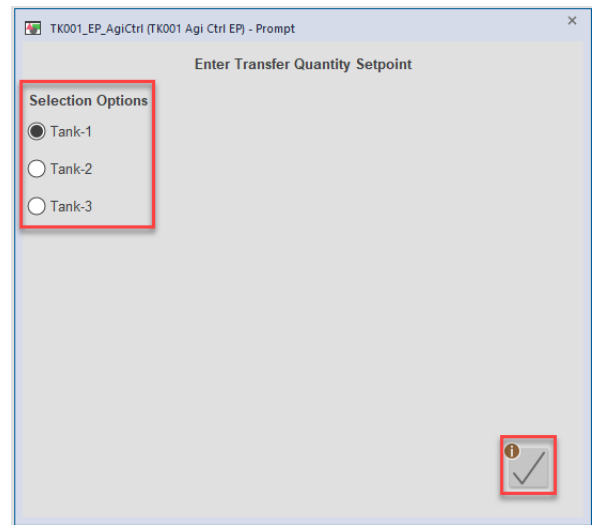 TK001_EP_AgiCtrl (TK001 Agi Ctrl EP) - Prompt
Enter Transfer Quantity Setpoint
Selection Options
Tank-1
Tank-2
Tank-3